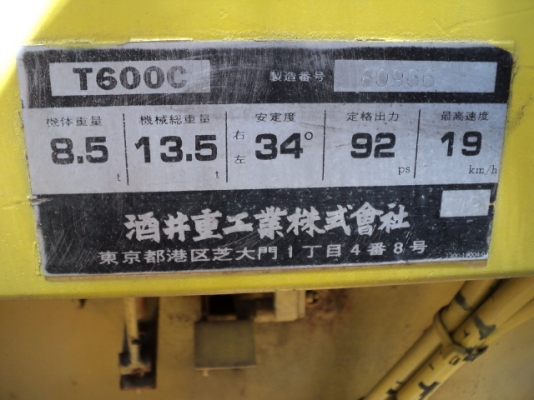 T600C 製造番号
機体重量 機械総重量 安定度 定格出力 最高速度
8.5 t 13.5 t 右左 34° 92 ps 19 km/h
酒井重工業株式會社
東京都港区芝大門1丁目4番8号